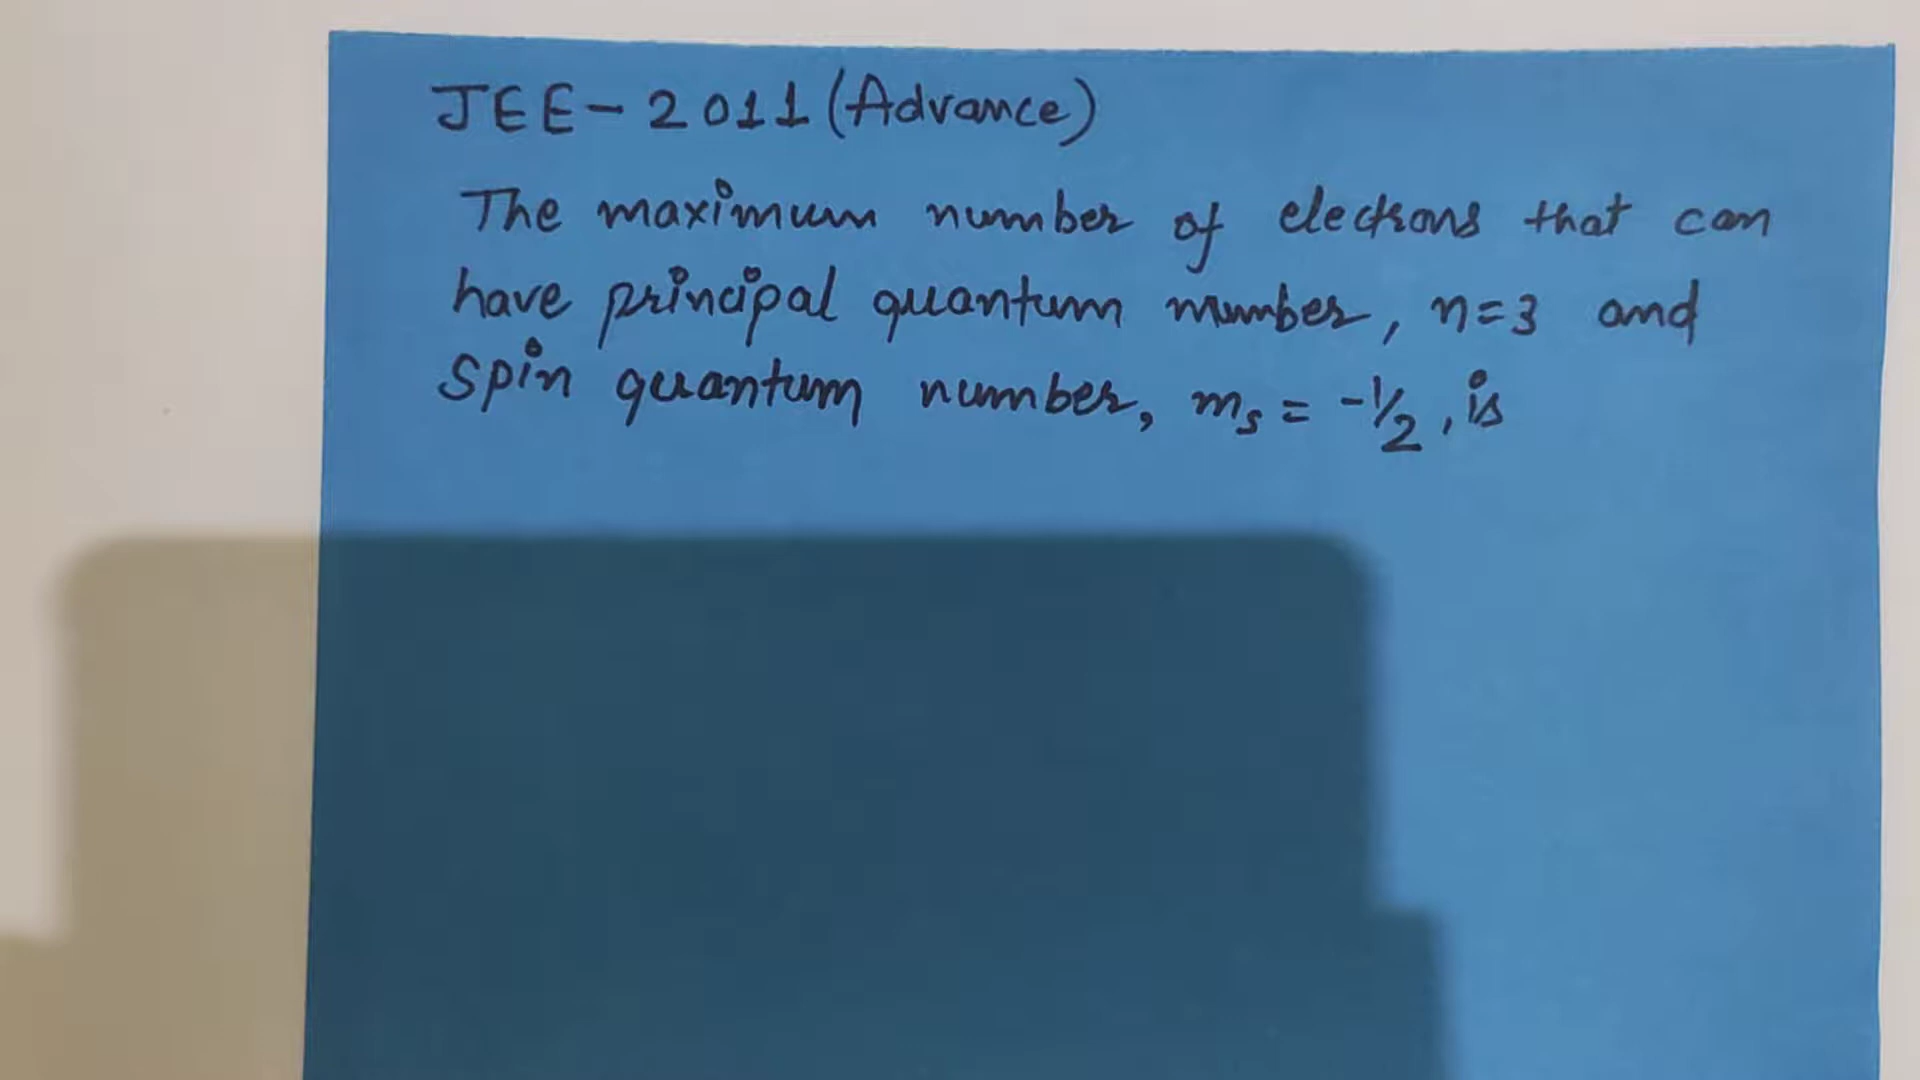 JEE-2011 (Advance)
The maximum number of electrons that can
have principal quantum number, n=3 and
spin quantum number, ms = -1/2, is